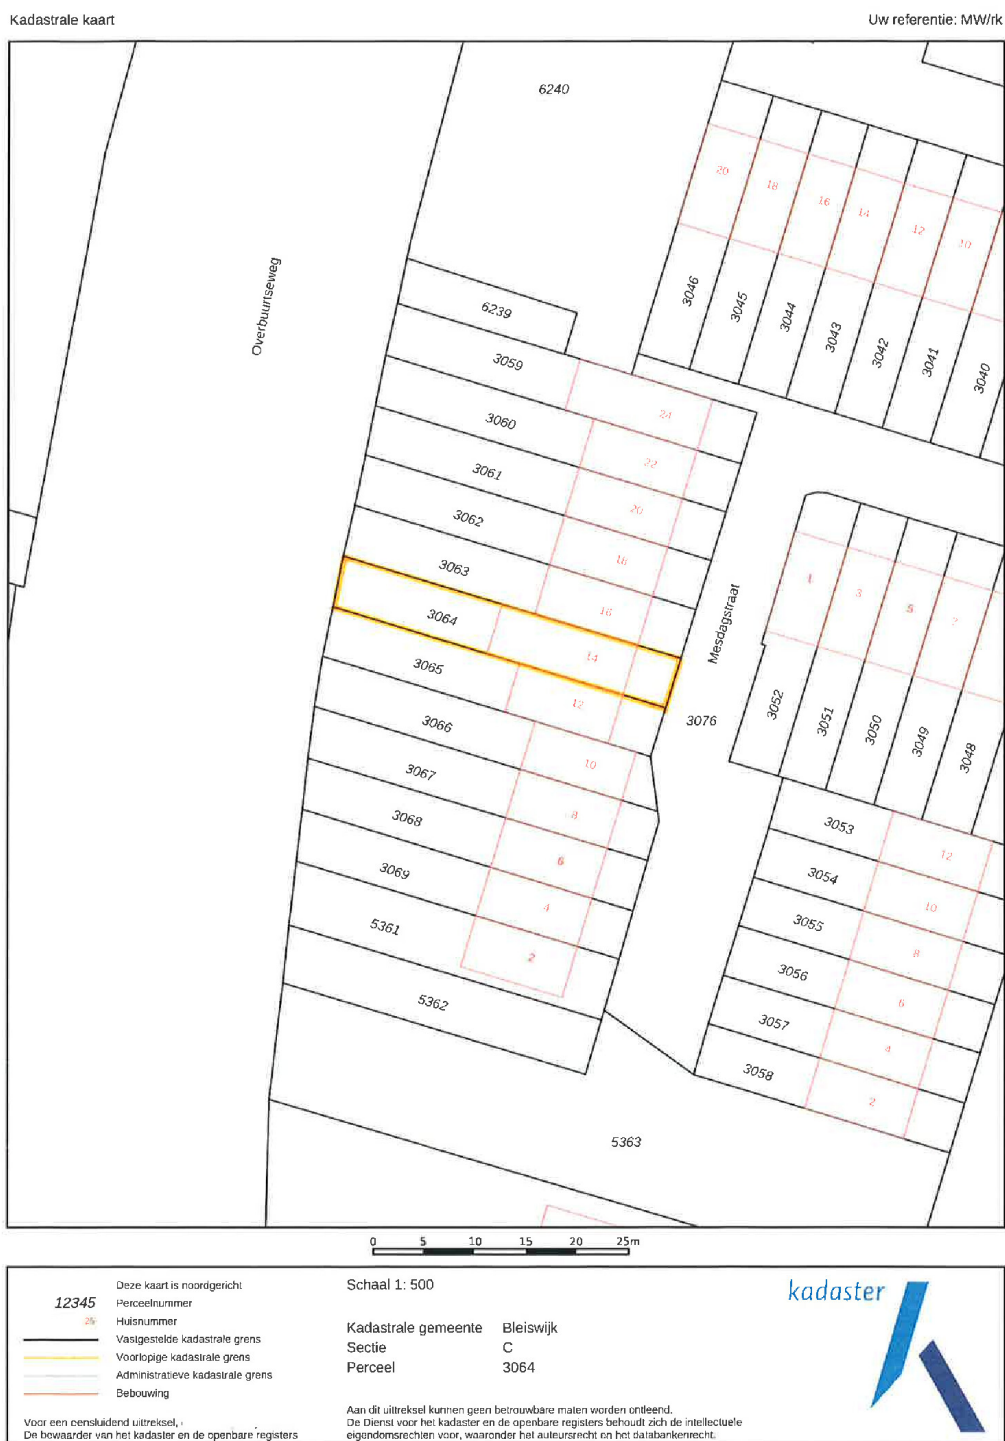 Kadastrale kaart
Uw referentie: MW/rk
6240
20
18
16
14
12
10
Overbuurtseweg
3046
3045
3044
3043
3042
3041
3040
6239
3059
24
3060
22
3061
20
3062
18
3063
16
3064
14
3065
12
3066
10
3067
8
3068
6
3069
4
5361
2
5362
Mesdagstraat
3076
1
3
5
7
3052
3051
3050
3049
3048
3053
12
3054
10
3055
8
3056
6
3057
4
3058
2
5363
0 5 10 15 20 25m
Deze kaart is noordgericht
12345 Perceelnummer
25 Huisnummer
Vastgestelde kadastrale grens
Voorlopige kadastrale grens
Administratieve kadastrale grens
Bebouwing
Voor een eensluidend uittreksel,
De bewaarder van het kadaster en de openbare registers
Schaal 1: 500
Kadastrale gemeente Bleiswijk
Sectie C
Perceel 3064
Aan dit uittreksel kunnen geen betrouwbare maten worden ontleend.
De Dienst voor het kadaster en de openbare registers behoudt zich de intellectuele
eigendomsrechten voor, waaronder het auteursrecht en het databankenrecht.
kadaster